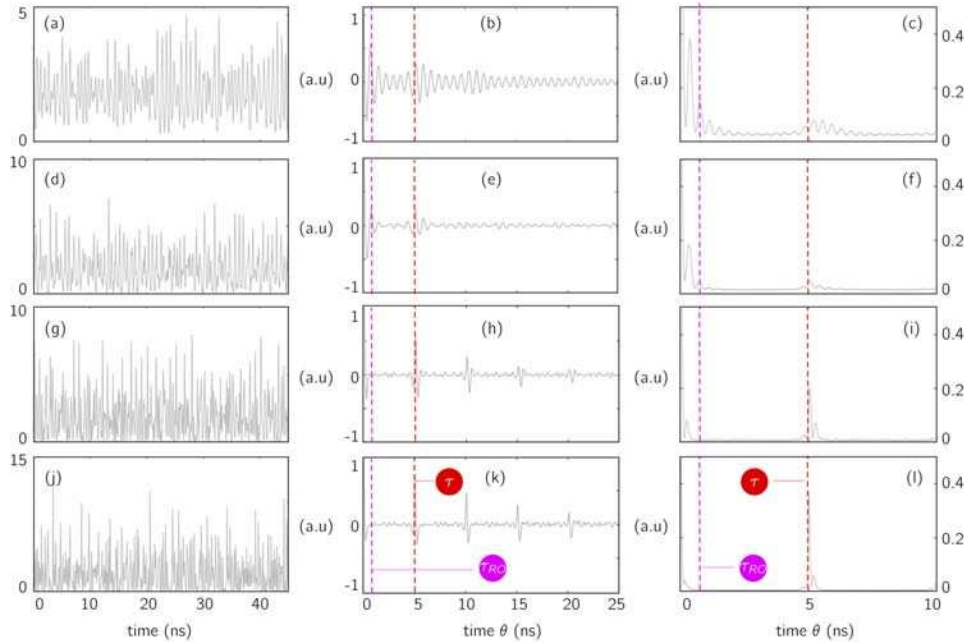 (a) (b) (c)
5 0
1 0 -1
(a.u) (a.u)
0.4 0.2 0
(d) (e) (f)
10 0
1 0 -1
(a.u) (a.u)
0.4 0.2 0
(g) (h) (i)
10 0
1 0 -1
(a.u) (a.u)
0.4 0.2 0
(j) (k) (l)
15 0
1 0 -1
(a.u) (a.u)
0.4 0.2 0
τ τ
τRO τRO
0 10 20 30 40
0 5 10 15 20 25
0 5 10
time (ns) time θ (ns) time θ (ns)